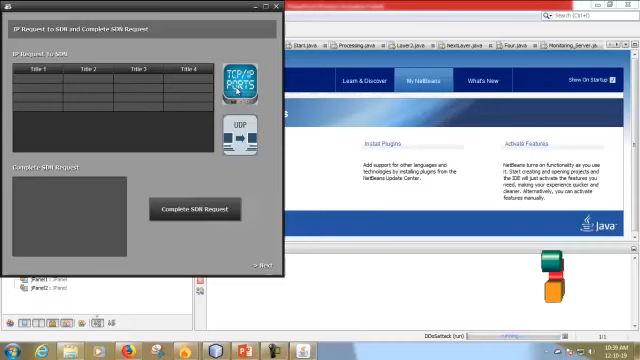 IP Request to SDN and Complete SDN Request
IP Request to SDN
Title 1 Title 2 Title 3 Title 4
TCP/IP
PORTS
UDP
Complete SDN Request
Complete SDN Request
>> Next
jPanel1 : JPanel
jPanel2 : JPanel
Search (Ctrl+I)
Start.java Processing.java Layer2.java NextLayer.java Four.java Monitoring_Server.java
Learn & Discover My NetBeans What's New Show On Startup
Install Plugins
Add support for other languages and
technologies by installing plugins from the
NetBeans Update Center.
Activate Features
NetBeans turns on functionality as you
use it. Start creating and opening projects
and the IDE will just activate the features
you need, making your experience quicker and
cleaner. Alternatively, you can activate
features manually.
Java
DDoSattack (run) running...
1/1
10:39 AM
12-10-19